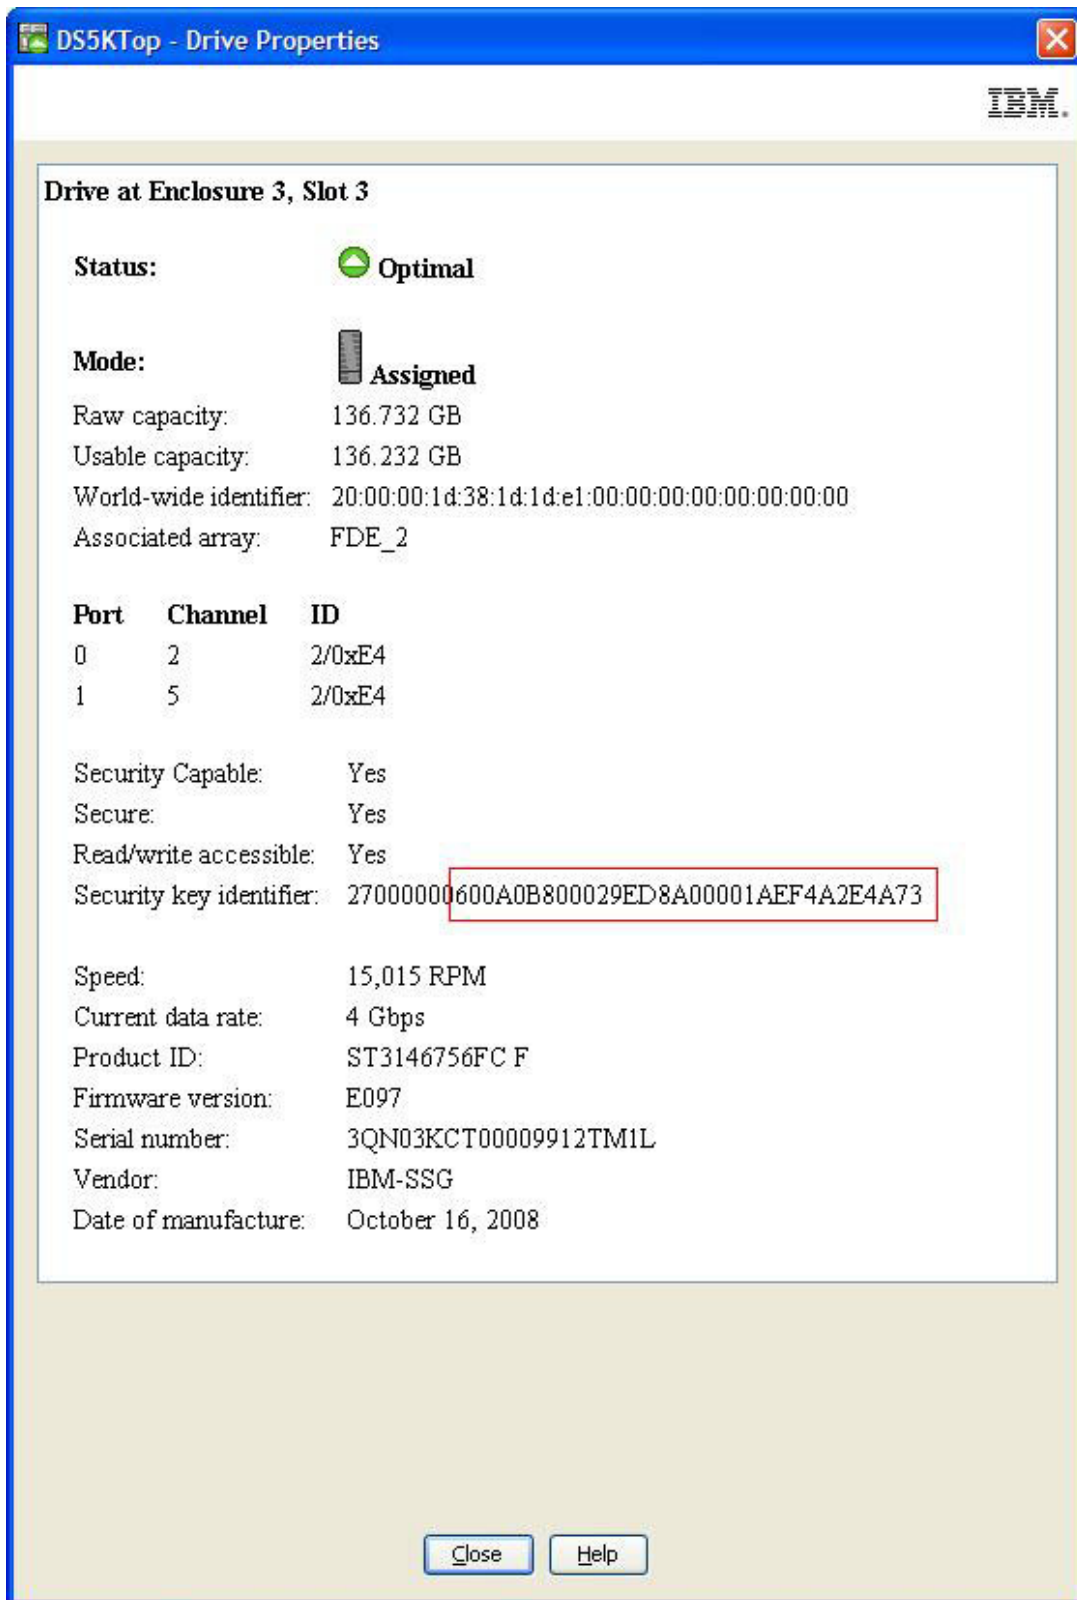 DS5KTop - Drive Properties
IBM.
Drive at Enclosure 3, Slot 3
Status: Optimal
Mode: Assigned
Raw capacity: 136.732 GB
Usable capacity: 136.232 GB
World-wide identifier: 20:00:00:1d:38:1d:1d:e1:00:00:00:00:00:00:00:00
Associated array: FDE_2
Port Channel ID
0 2 2/0xE4
1 5 2/0xE4
Security Capable: Yes
Secure: Yes
Read/write accessible: Yes
Security key identifier: 27000000600A0B800029ED8A00001AEF4A2E4A73
Speed: 15,015 RPM
Current data rate: 4 Gbps
Product ID: ST3146756FC F
Firmware version: E097
Serial number: 3QN03KCT00009912TM1L
Vendor: IBM-SSG
Date of manufacture: October 16, 2008
Close Help